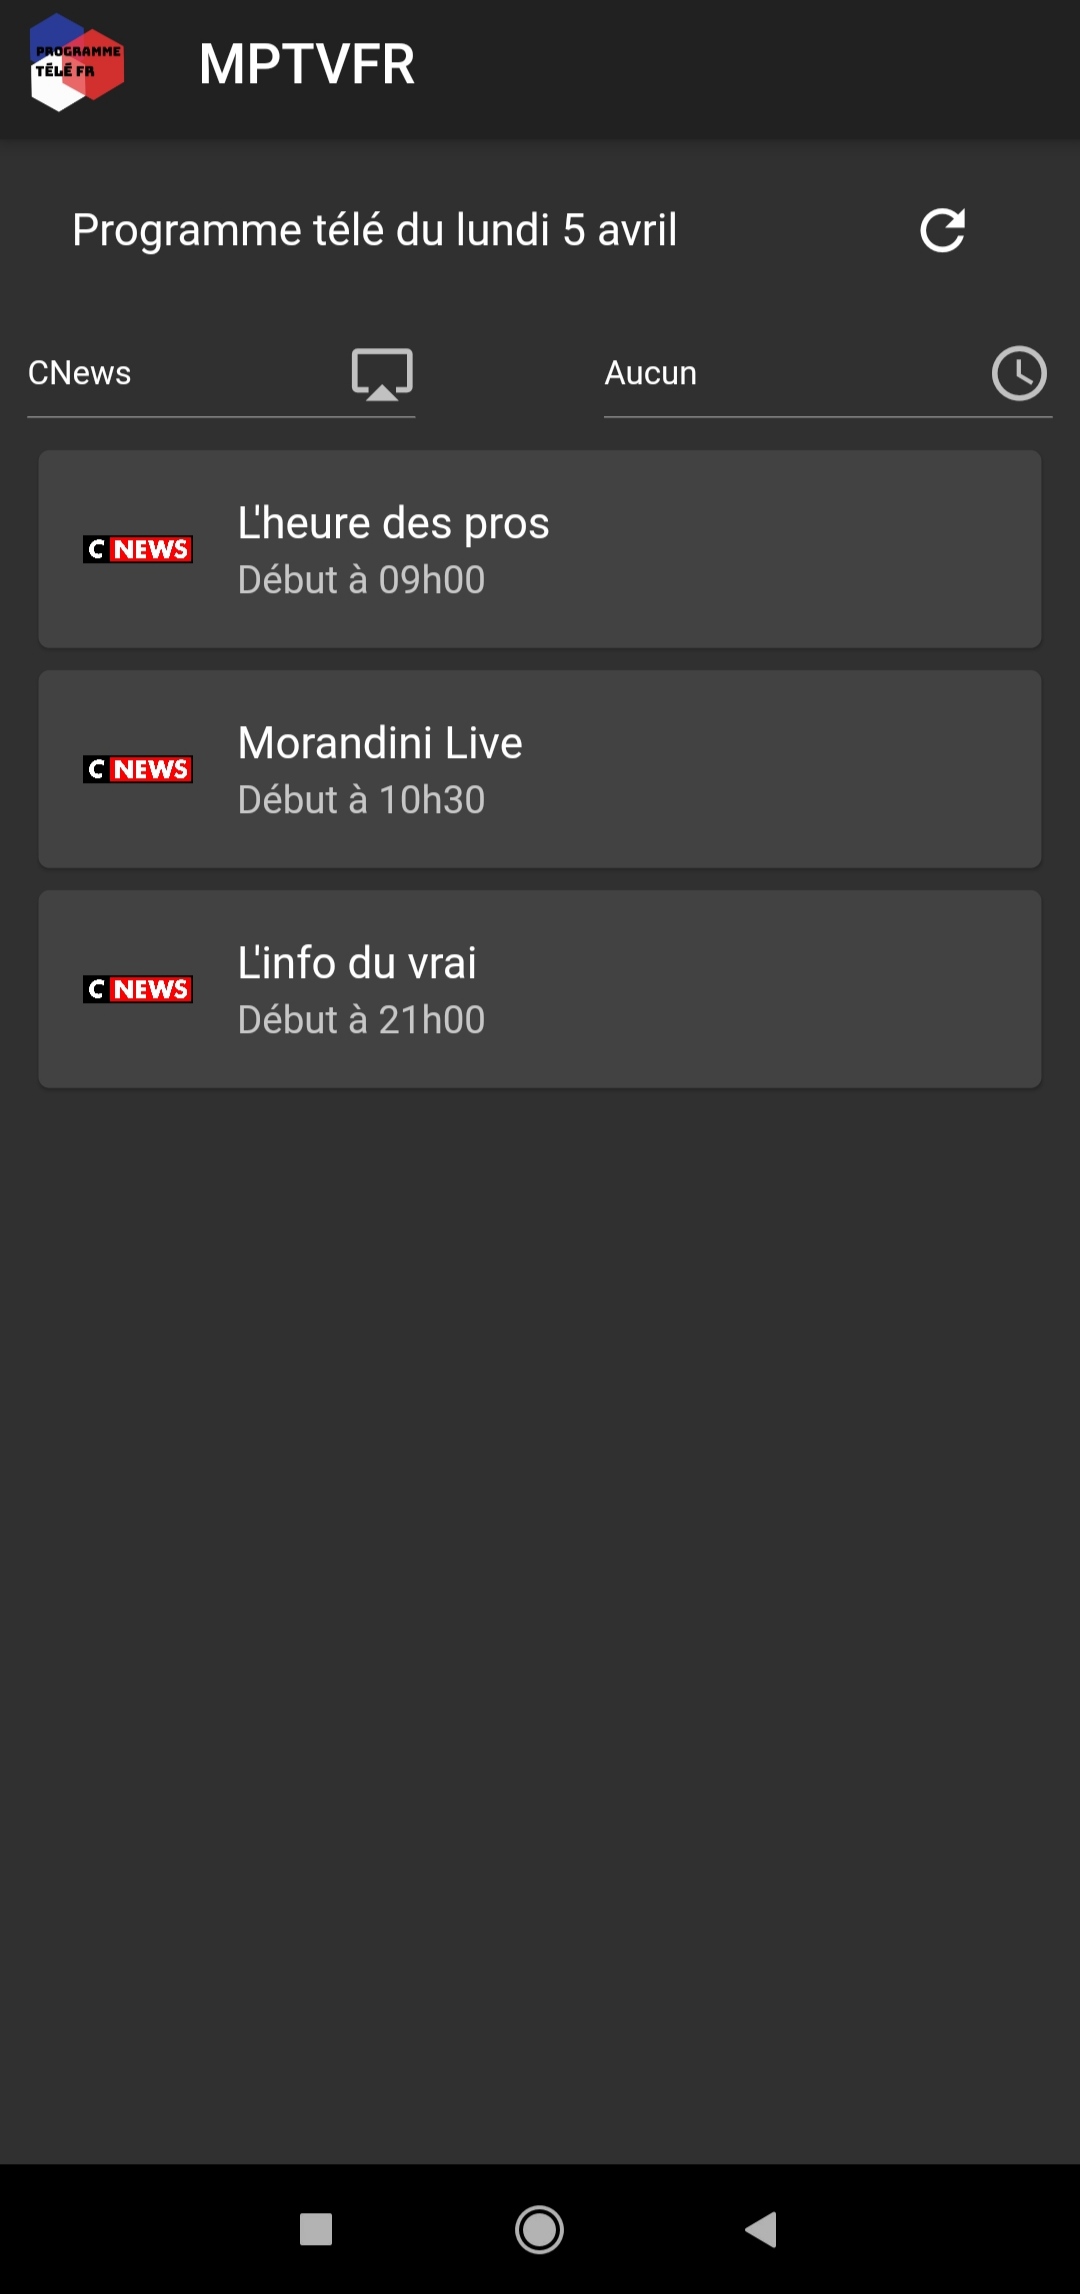 PROGRAMME
TÉLÉ FR
MPTVFR
Programme télé du lundi 5 avril
CNews
Aucun
C NEWS
L'heure des pros
Début à 09h00
C NEWS
Morandini Live
Début à 10h30
C NEWS
L'info du vrai
Début à 21h00